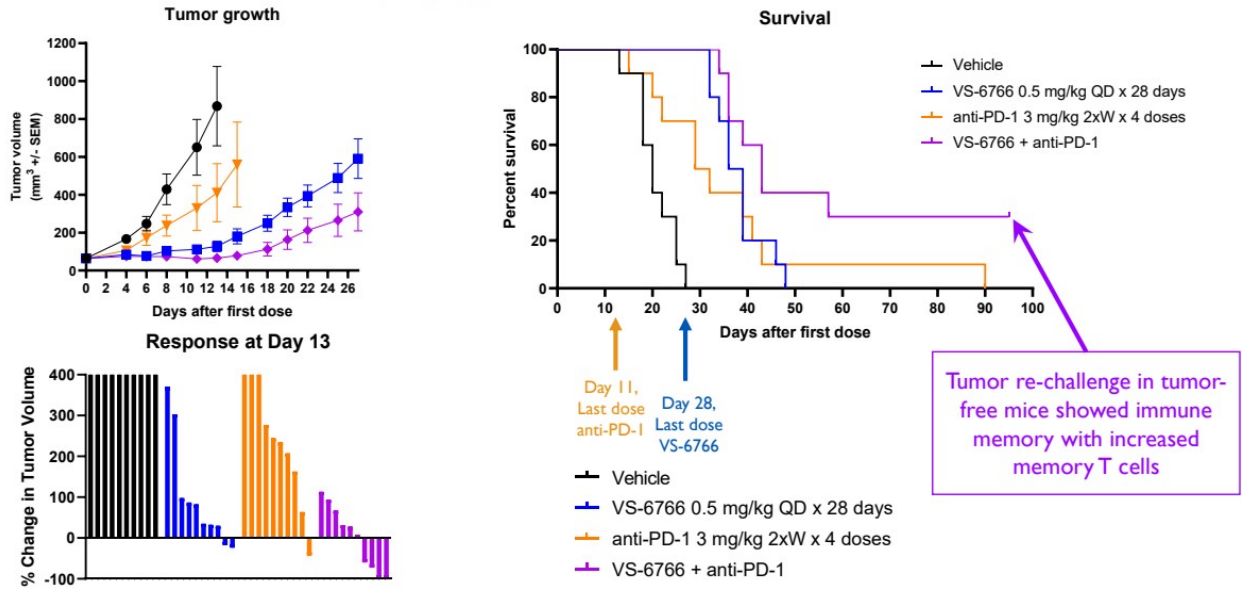 Tumor growth
1200
1000
800
600
400
200
0
Tumor volume
(mm³ +/- SEM)
0 2 4 6 8 10 11 13 14 16 18 20 22 24 26
Days after first dose
Survival
100
80
60
40
20
0
Percent survival
0 10 20 30 40 50 60 70 80 90 100
Days after first dose
Vehicle
VS-6766 0.5 mg/kg QD x 28 days
anti-PD-1 3 mg/kg 2xW x 4 doses
VS-6766 + anti-PD-1
Day 11,
Last dose
anti-PD-1
Day 28,
Last dose
VS-6766
Tumor re-challenge in tumor-
free mice showed immune
memory with increased
memory T cells
Response at Day 13
400
300
200
100
0
-100
% Change in Tumor Volume
Vehicle
VS-6766 0.5 mg/kg QD x 28 days
anti-PD-1 3 mg/kg 2xW x 4 doses
VS-6766 + anti-PD-1